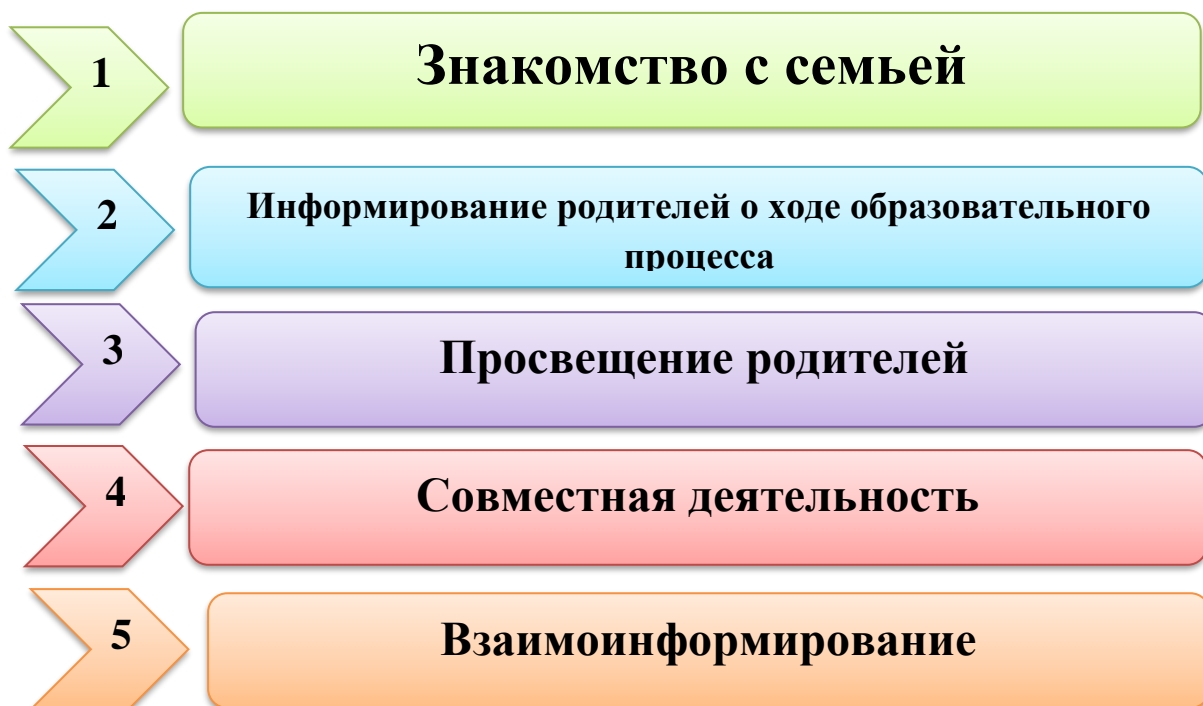 1
Знакомство с семьей
2
Информирование родителей о ходе образовательного
процесса
3
Просвещение родителей
4
Совместная деятельность
5
Взаимоинформирование